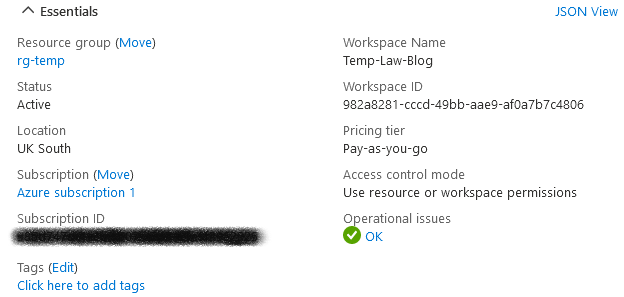 Essentials
JSON View
Resource group (Move)
rg-temp
Status
Active
Location
UK South
Subscription (Move)
Azure subscription 1
Subscription ID
Tags (Edit)
Click here to add tags
Workspace Name
Temp-Law-Blog
Workspace ID
982a8281-cccd-49bb-aae9-af0a7b7c4806
Pricing tier
Pay-as-you-go
Access control mode
Use resource or workspace permissions
Operational issues
OK